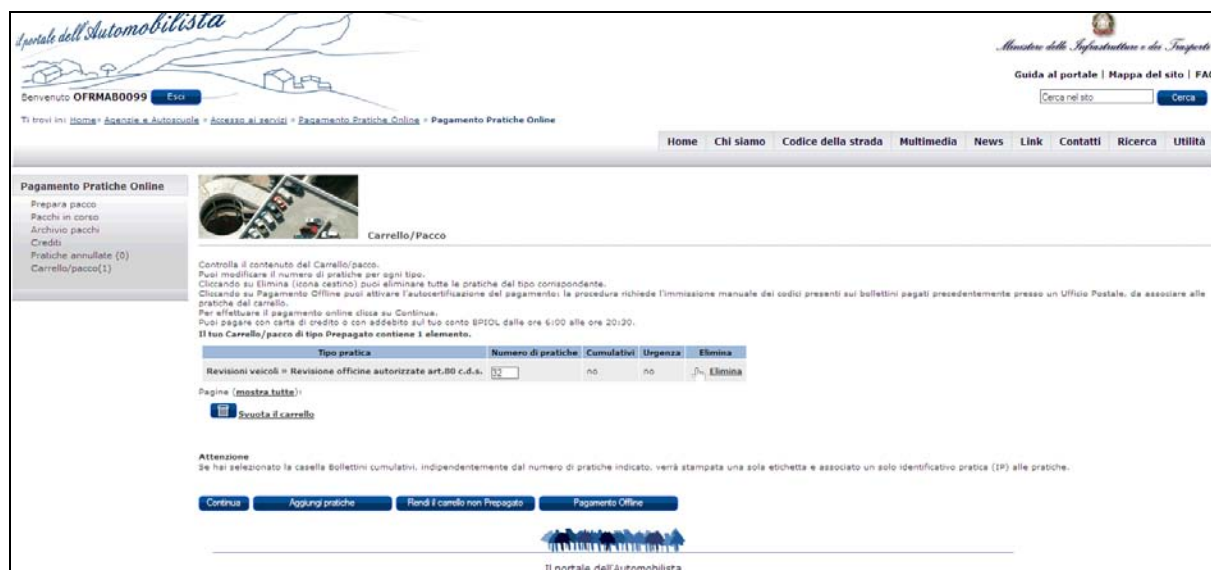 il portale dell'Automobilista
Ministero delle Infrastrutture e dei Trasporti
Guida al portale | Mappa del sito | FAQ
Benvenuto OFRMAB0099 Esci
Cerca nel sito Cerca
Ti trovi in: Home» Agenzie e Autoscuole » Accesso ai servizi » Pagamento Pratiche Online » Pagamento Pratiche Online
Home Chi siamo Codice della strada Multimedia News Link Contatti Ricerca Utilità
Pagamento Pratiche Online
Prepara pacco
Pacchi in corso
Archivio pacchi
Crediti
Pratiche annullate (0)
Carrello/pacco(1)
Carrello/Pacco
Controlla il contenuto del Carrello/pacco.
Puoi modificare il numero di pratiche per ogni tipo.
Cliccando su Elimina (icona cestino) puoi eliminare tutte le pratiche del tipo corrispondente.
Cliccando su Pagamento Offline puoi attivare l'autocertificazione del pagamento: la procedura richiede l'immissione manuale dei codici presenti sui bollettini pagati precedentemente presso un Ufficio Postale, da associare alle
pratiche del carrello.
Per effettuare il pagamento online clicca su Continua.
Puoi pagare con carta di credito o con addebito sul tuo conto BPIOL dalle ore 6:00 alle ore 20:30.
Il tuo Carrello/pacco di tipo Prepagato contiene 1 elemento.
Tipo pratica Numero di pratiche Cumulativi Urgenza Elimina
Revisioni veicoli » Revisione officine autorizzate art.80 c.d.s. 32 no no Elimina
Pagine (mostra tutte):
Svuota il carrello
Attenzione
Se hai selezionato la casella Bollettini cumulativi, indipendentemente dal numero di pratiche indicato, verrà stampata una sola etichetta e associato un solo identificativo pratica (IP) alle pratiche.
Continua Aggiungi pratiche Rendi il carrello non Prepagato Pagamento Offline
Il portale dell'Automobilista